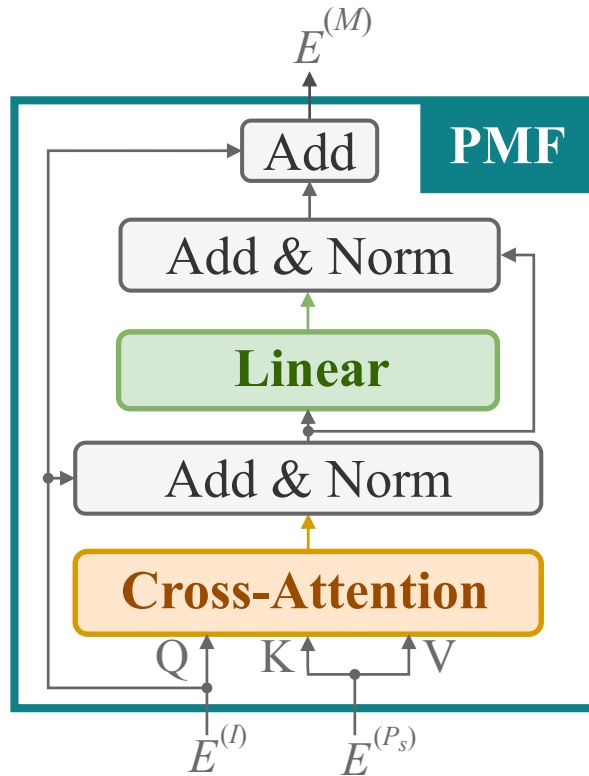 E^(M)
PMF
Add
Add & Norm
Linear
Add & Norm
Cross-Attention
Q K V
E^(I) E^(P_s)